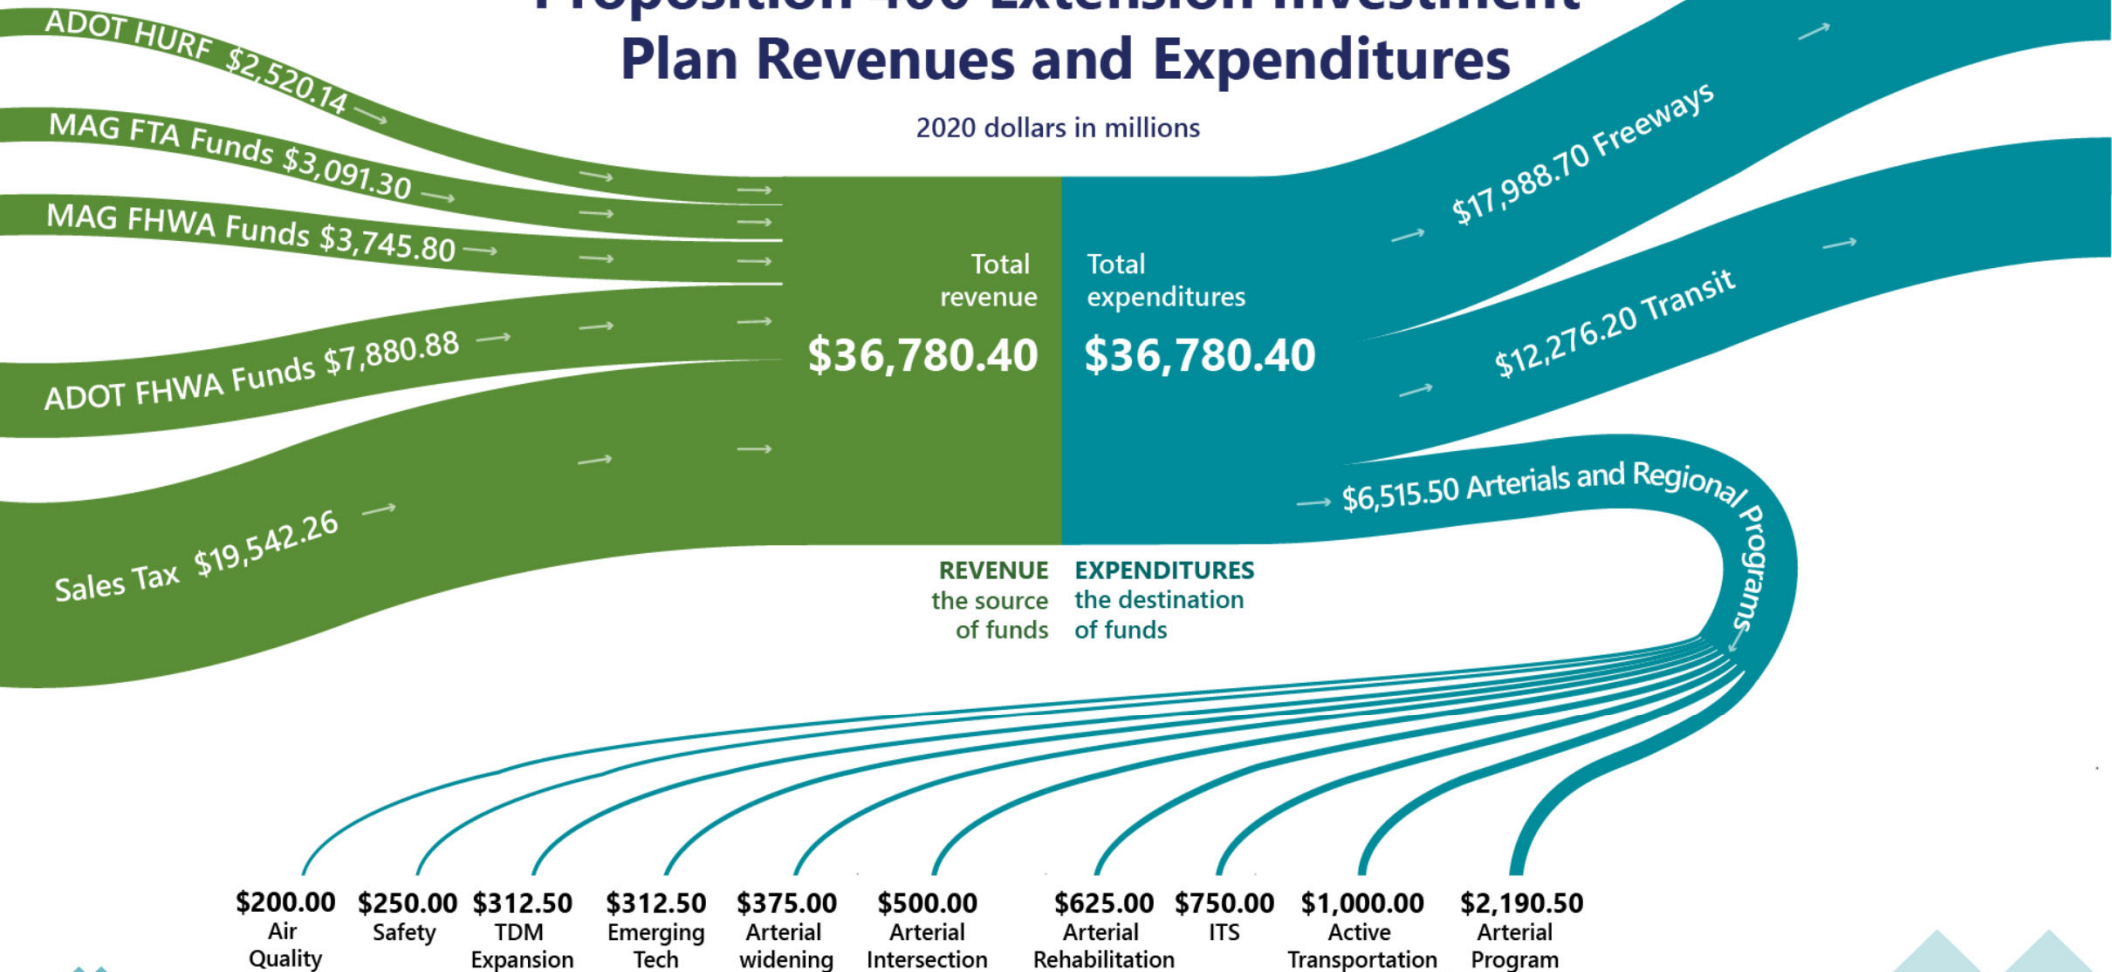 Proposition 400 Extension Investment
Plan Revenues and Expenditures
2020 dollars in millions
ADOT HURF $2,520.14
MAG FTA Funds $3,091.30
MAG FHWA Funds $3,745.80
ADOT FHWA Funds $7,880.88
Sales Tax $19,542.26
Total
revenue
$36,780.40
Total
expenditures
$36,780.40
$17,988.70 Freeways
$12,276.20 Transit
$6,515.50 Arterials and Regional Programs
REVENUE
the source
of funds
EXPENDITURES
the destination
of funds
$200.00
Air
Quality
$250.00
Safety
$312.50
TDM
Expansion
$312.50
Emerging
Tech
$375.00
Arterial
widening
$500.00
Arterial
Intersection
$625.00
Arterial
Rehabilitation
$750.00
ITS
$1,000.00
Active
Transportation
$2,190.50
Arterial
Program